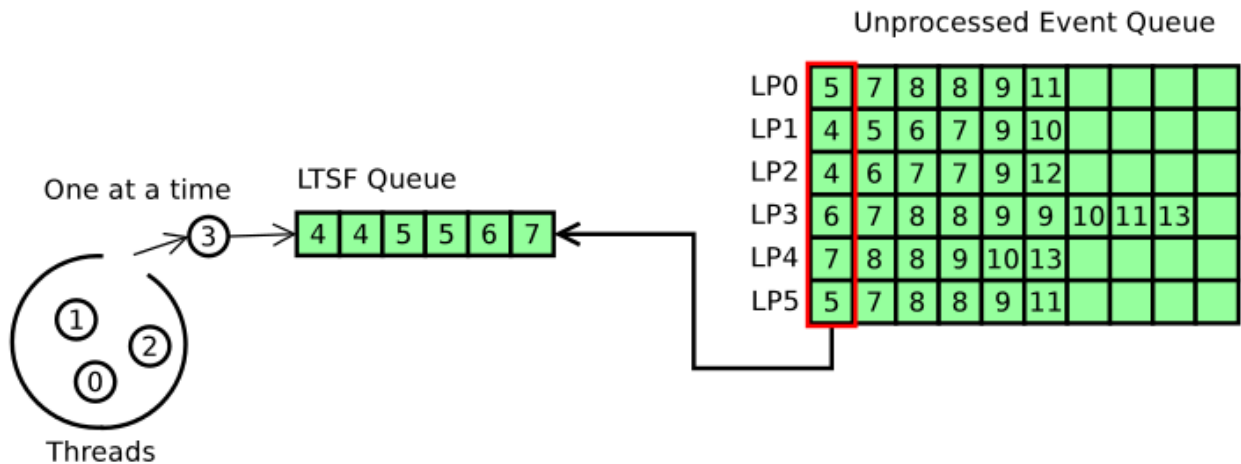 Unprocessed Event Queue
LP0 5 7 8 8 9 11
LP1 4 5 6 7 9 10
LP2 4 6 7 7 9 12
LP3 6 7 8 8 9 9 10 11 13
LP4 7 8 8 9 10 13
LP5 5 7 8 8 9 11
One at a time
LTSF Queue
3
4 4 5 5 6 7
1
2
0
Threads